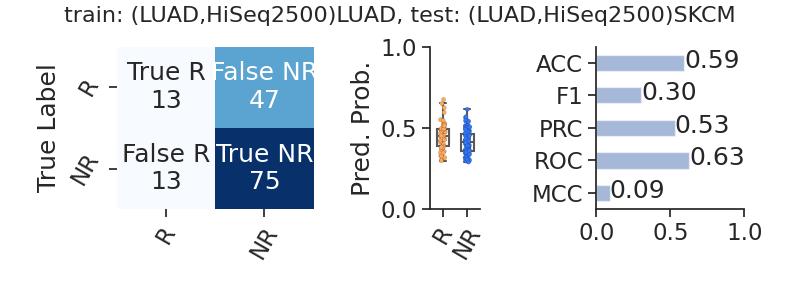 train: (LUAD,HiSeq2500)LUAD, test: (LUAD,HiSeq2500)SKCM
True Label
R
NR
True R
13
False NR
47
False R
13
True NR
75
R
NR
Pred. Prob.
1.0
0.5
0.0
R
NR
ACC
0.59
F1
0.30
PRC
0.53
ROC
0.63
MCC
0.09
0.0
0.5
1.0